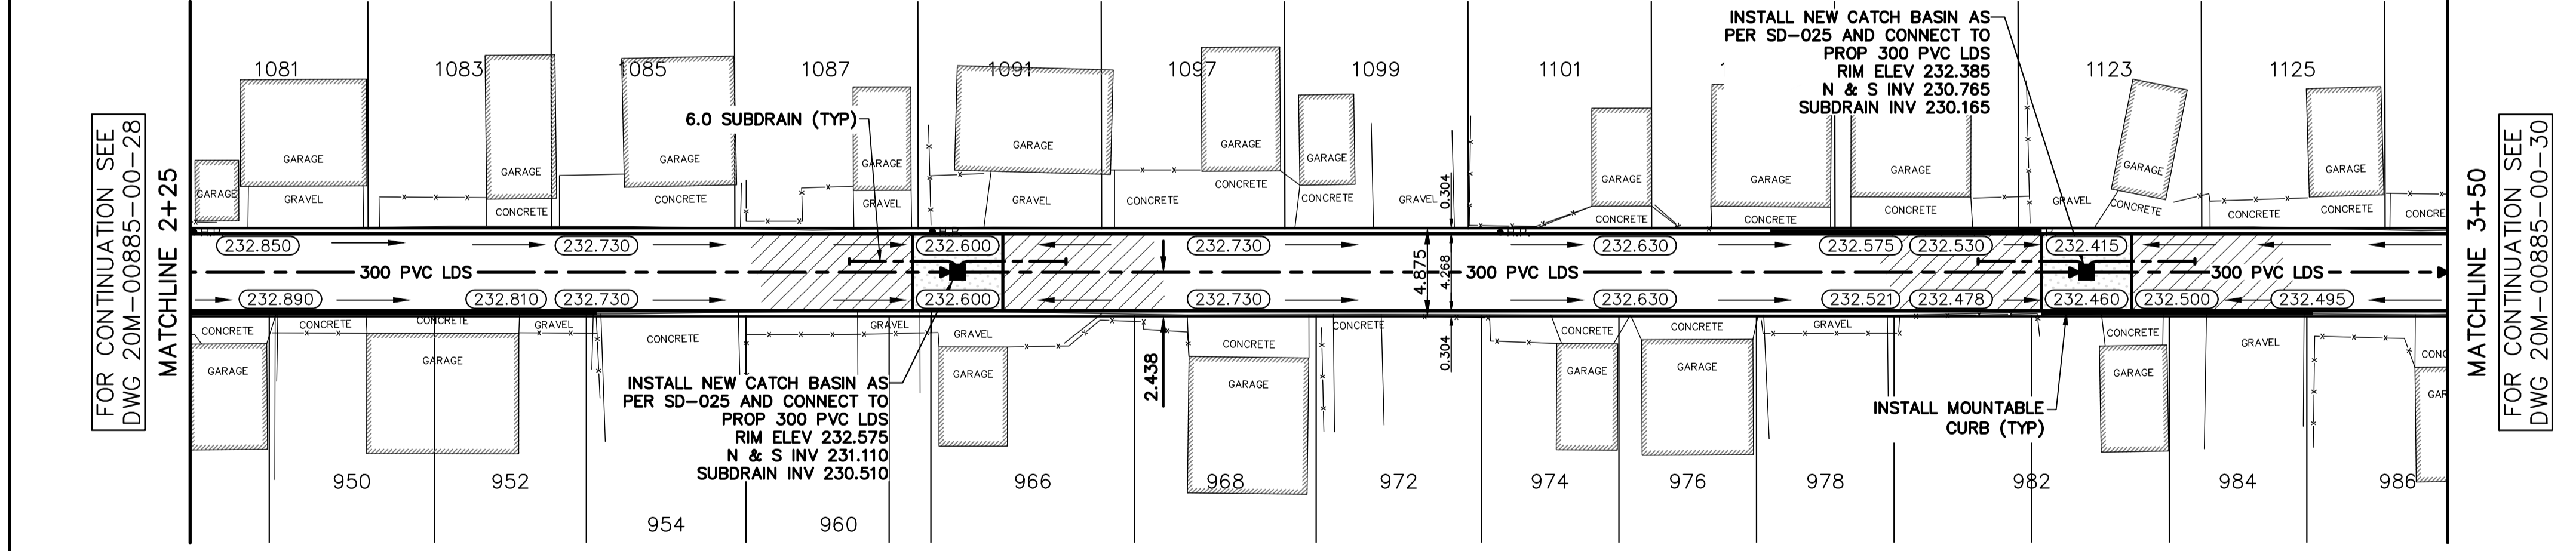 FOR CONTINUATION SEE
DWG 20M-00885-00-28
MATCHLINE 2+25
1081
1083
1085
1087
1091
1097
1099
1101
1123
1125
INSTALL NEW CATCH BASIN AS
PER SD-025 AND CONNECT TO
PROP 300 PVC LDS
RIM ELEV 232.385
N & S INV 230.765
SUBDRAIN INV 230.165
6.0 SUBDRAIN (TYP)
GARAGE
GARAGE
GARAGE
GARAGE
GARAGE
GARAGE
GARAGE
GARAGE
GARAGE
GARAGE
GARAGE
GARAGE
GARAGE
GRAVEL
CONCRETE
CONCRETE
GRAVEL
GRAVEL
CONCRETE
CONCRETE
CONCRETE
GRAVEL
CONCRETE
CONCRETE
CONCRETE
GRAVEL
CONCRETE
CONCRETE
CONCRE
0.304
232.850
232.730
232.600
232.730
232.630
232.575
232.530
232.415
300 PVC LDS
4.875
4.268
300 PVC LDS
300 PVC LDS
232.890
232.810
232.730
232.600
232.730
232.630
232.521
232.478
232.460
232.500
232.495
0.304
2.438
CONCRETE
CONCRETE
CONCRETE
GRAVEL
CONCRETE
GRAVEL
GRAVEL
CONCRETE
CONCRETE
CONCRETE
CONCRETE
GRAVEL
CONCRETE
GRAVEL
CONC
GARAGE
GARAGE
GARAGE
GARAGE
GARAGE
GARAGE
GARAGE
GAR
INSTALL NEW CATCH BASIN AS
PER SD-025 AND CONNECT TO
PROP 300 PVC LDS
RIM ELEV 232.575
N & S INV 231.110
SUBDRAIN INV 230.510
INSTALL MOUNTABLE
CURB (TYP)
950
952
954
960
966
968
972
974
976
978
982
984
986
MATCHLINE 3+50
FOR CONTINUATION SEE
DWG 20M-00885-00-30